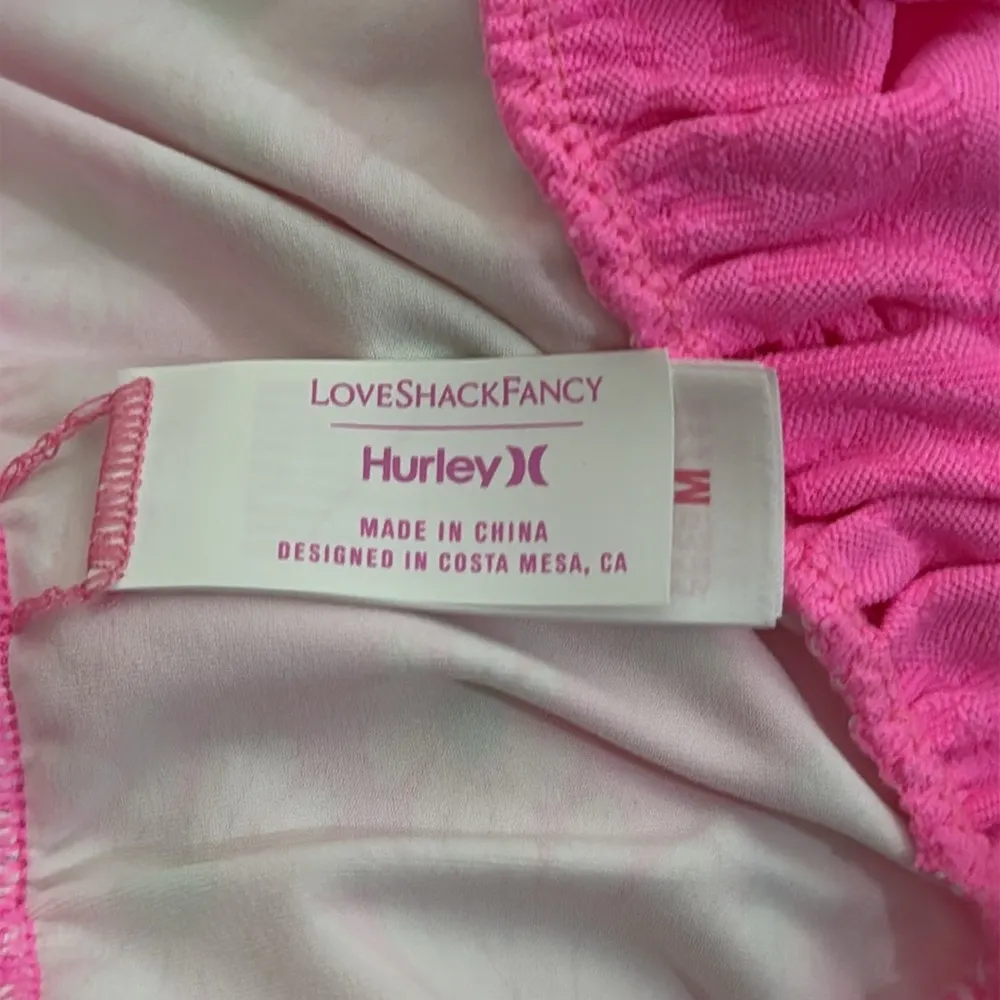 LOVESHACKFANCY
Hurley
MADE IN CHINA
DESIGNED IN COSTA MESA, CA
M